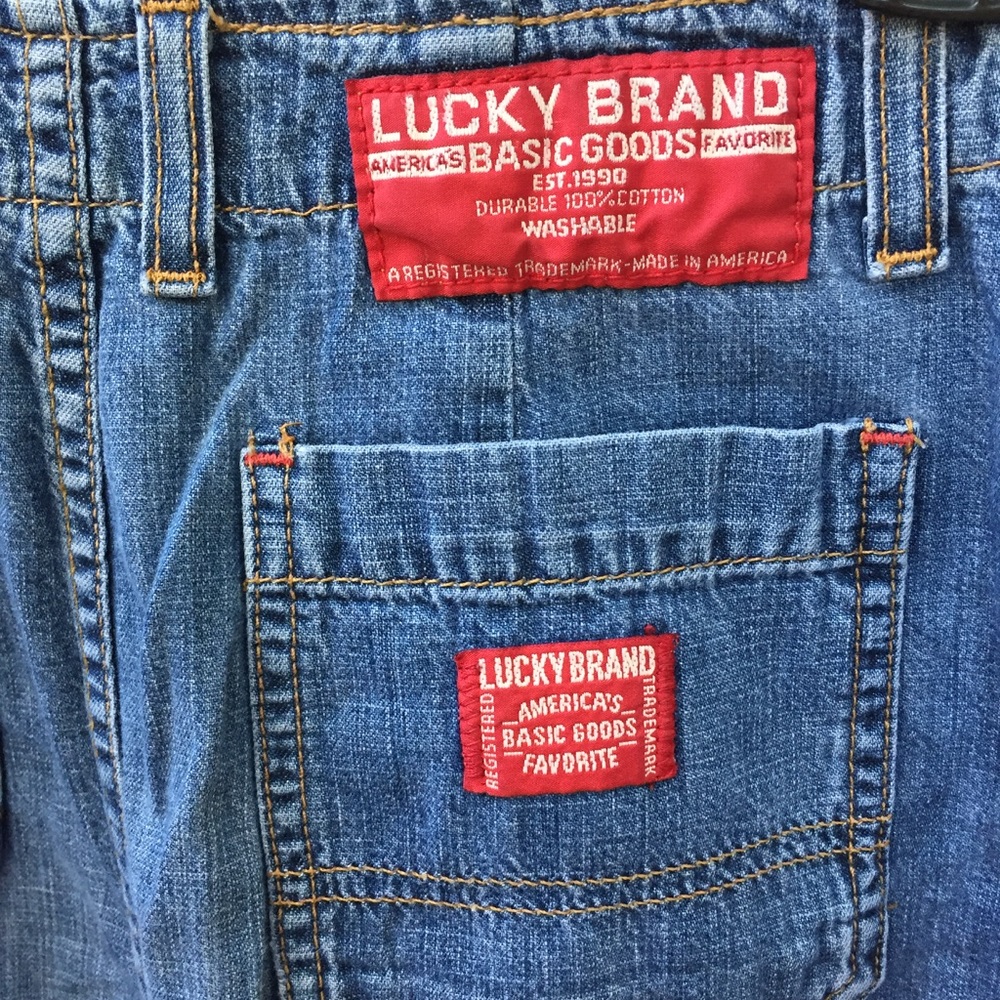 LUCKY BRAND
AMERICA'S BASIC GOODS FAVORITE
EST. 1990
DURABLE 100% COTTON
WASHABLE
A REGISTERED TRADEMARK-MADE IN AMERICA.
LUCKY BRAND
REGISTERED
AMERICA'S
BASIC GOODS
FAVORITE
TRADEMARK